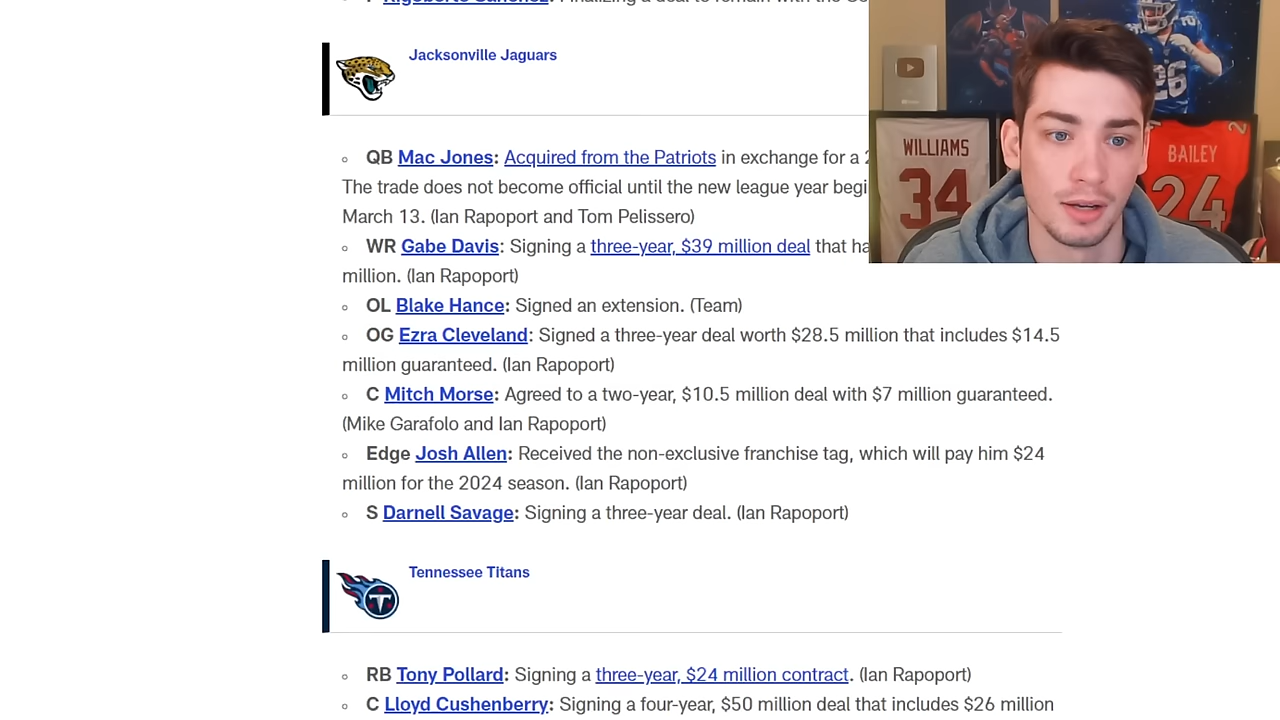 Jacksonville Jaguars
QB Mac Jones: Acquired from the Patriots in exchange for a 2
The trade does not become official until the new league year begi
March 13. (Ian Rapoport and Tom Pelissero)
WR Gabe Davis: Signing a three-year, $39 million deal that ha
million. (Ian Rapoport)
OL Blake Hance: Signed an extension. (Team)
OG Ezra Cleveland: Signed a three-year deal worth $28.5 million that includes $14.5
million guaranteed. (Ian Rapoport)
C Mitch Morse: Agreed to a two-year, $10.5 million deal with $7 million guaranteed.
(Mike Garafolo and Ian Rapoport)
Edge Josh Allen: Received the non-exclusive franchise tag, which will pay him $24
million for the 2024 season. (Ian Rapoport)
S Darnell Savage: Signing a three-year deal. (Ian Rapoport)
Tennessee Titans
RB Tony Pollard: Signing a three-year, $24 million contract. (Ian Rapoport)
C Lloyd Cushenberry: Signing a four-year, $50 million deal that includes $26 million
26
WILLIAMS
34
BAILEY
24